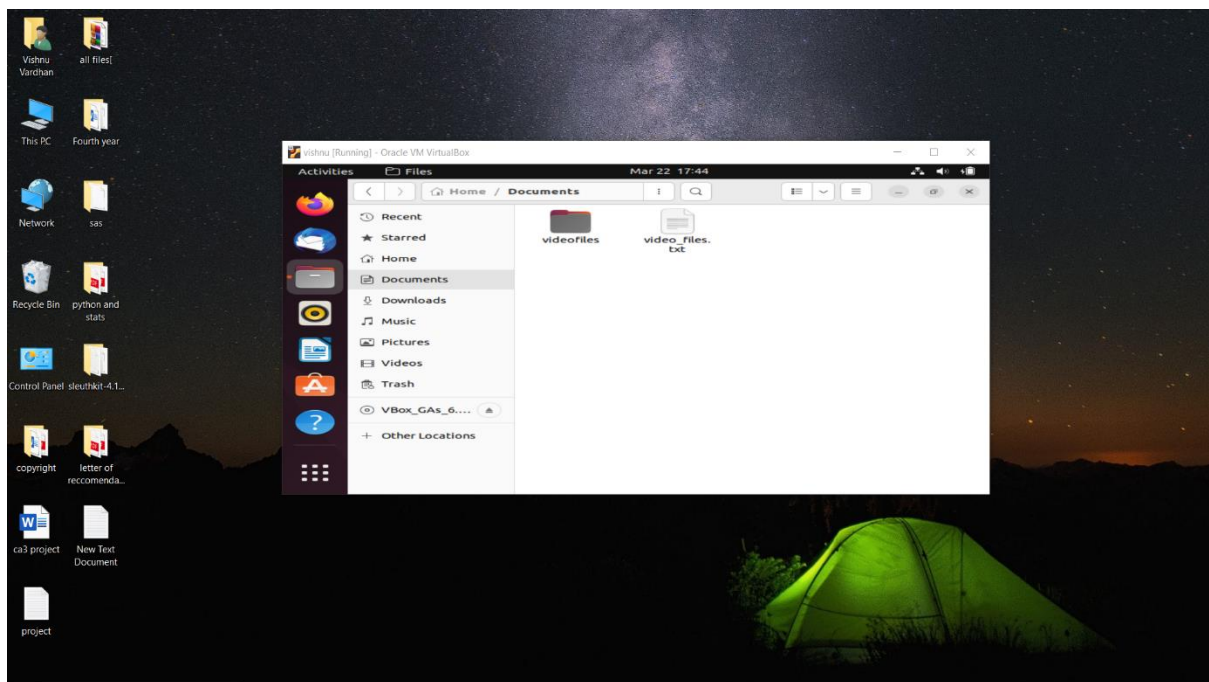 Vishnu
Vardhan
all files[
This PC
Fourth year
Network
sas
Recycle Bin
python and
stats
Control Panel
sleuthkit-4.1...
copyright
letter of
reccomenda...
ca3 project
New Text
Document
project
vishnu [Running] - Oracle VM VirtualBox
Activities
Files
Mar 22 17:44
Home / Documents
Recent
Starred
Home
Documents
Downloads
Music
Pictures
Videos
Trash
VBox_GAs_6....
+ Other Locations
videofiles
video_files.
txt